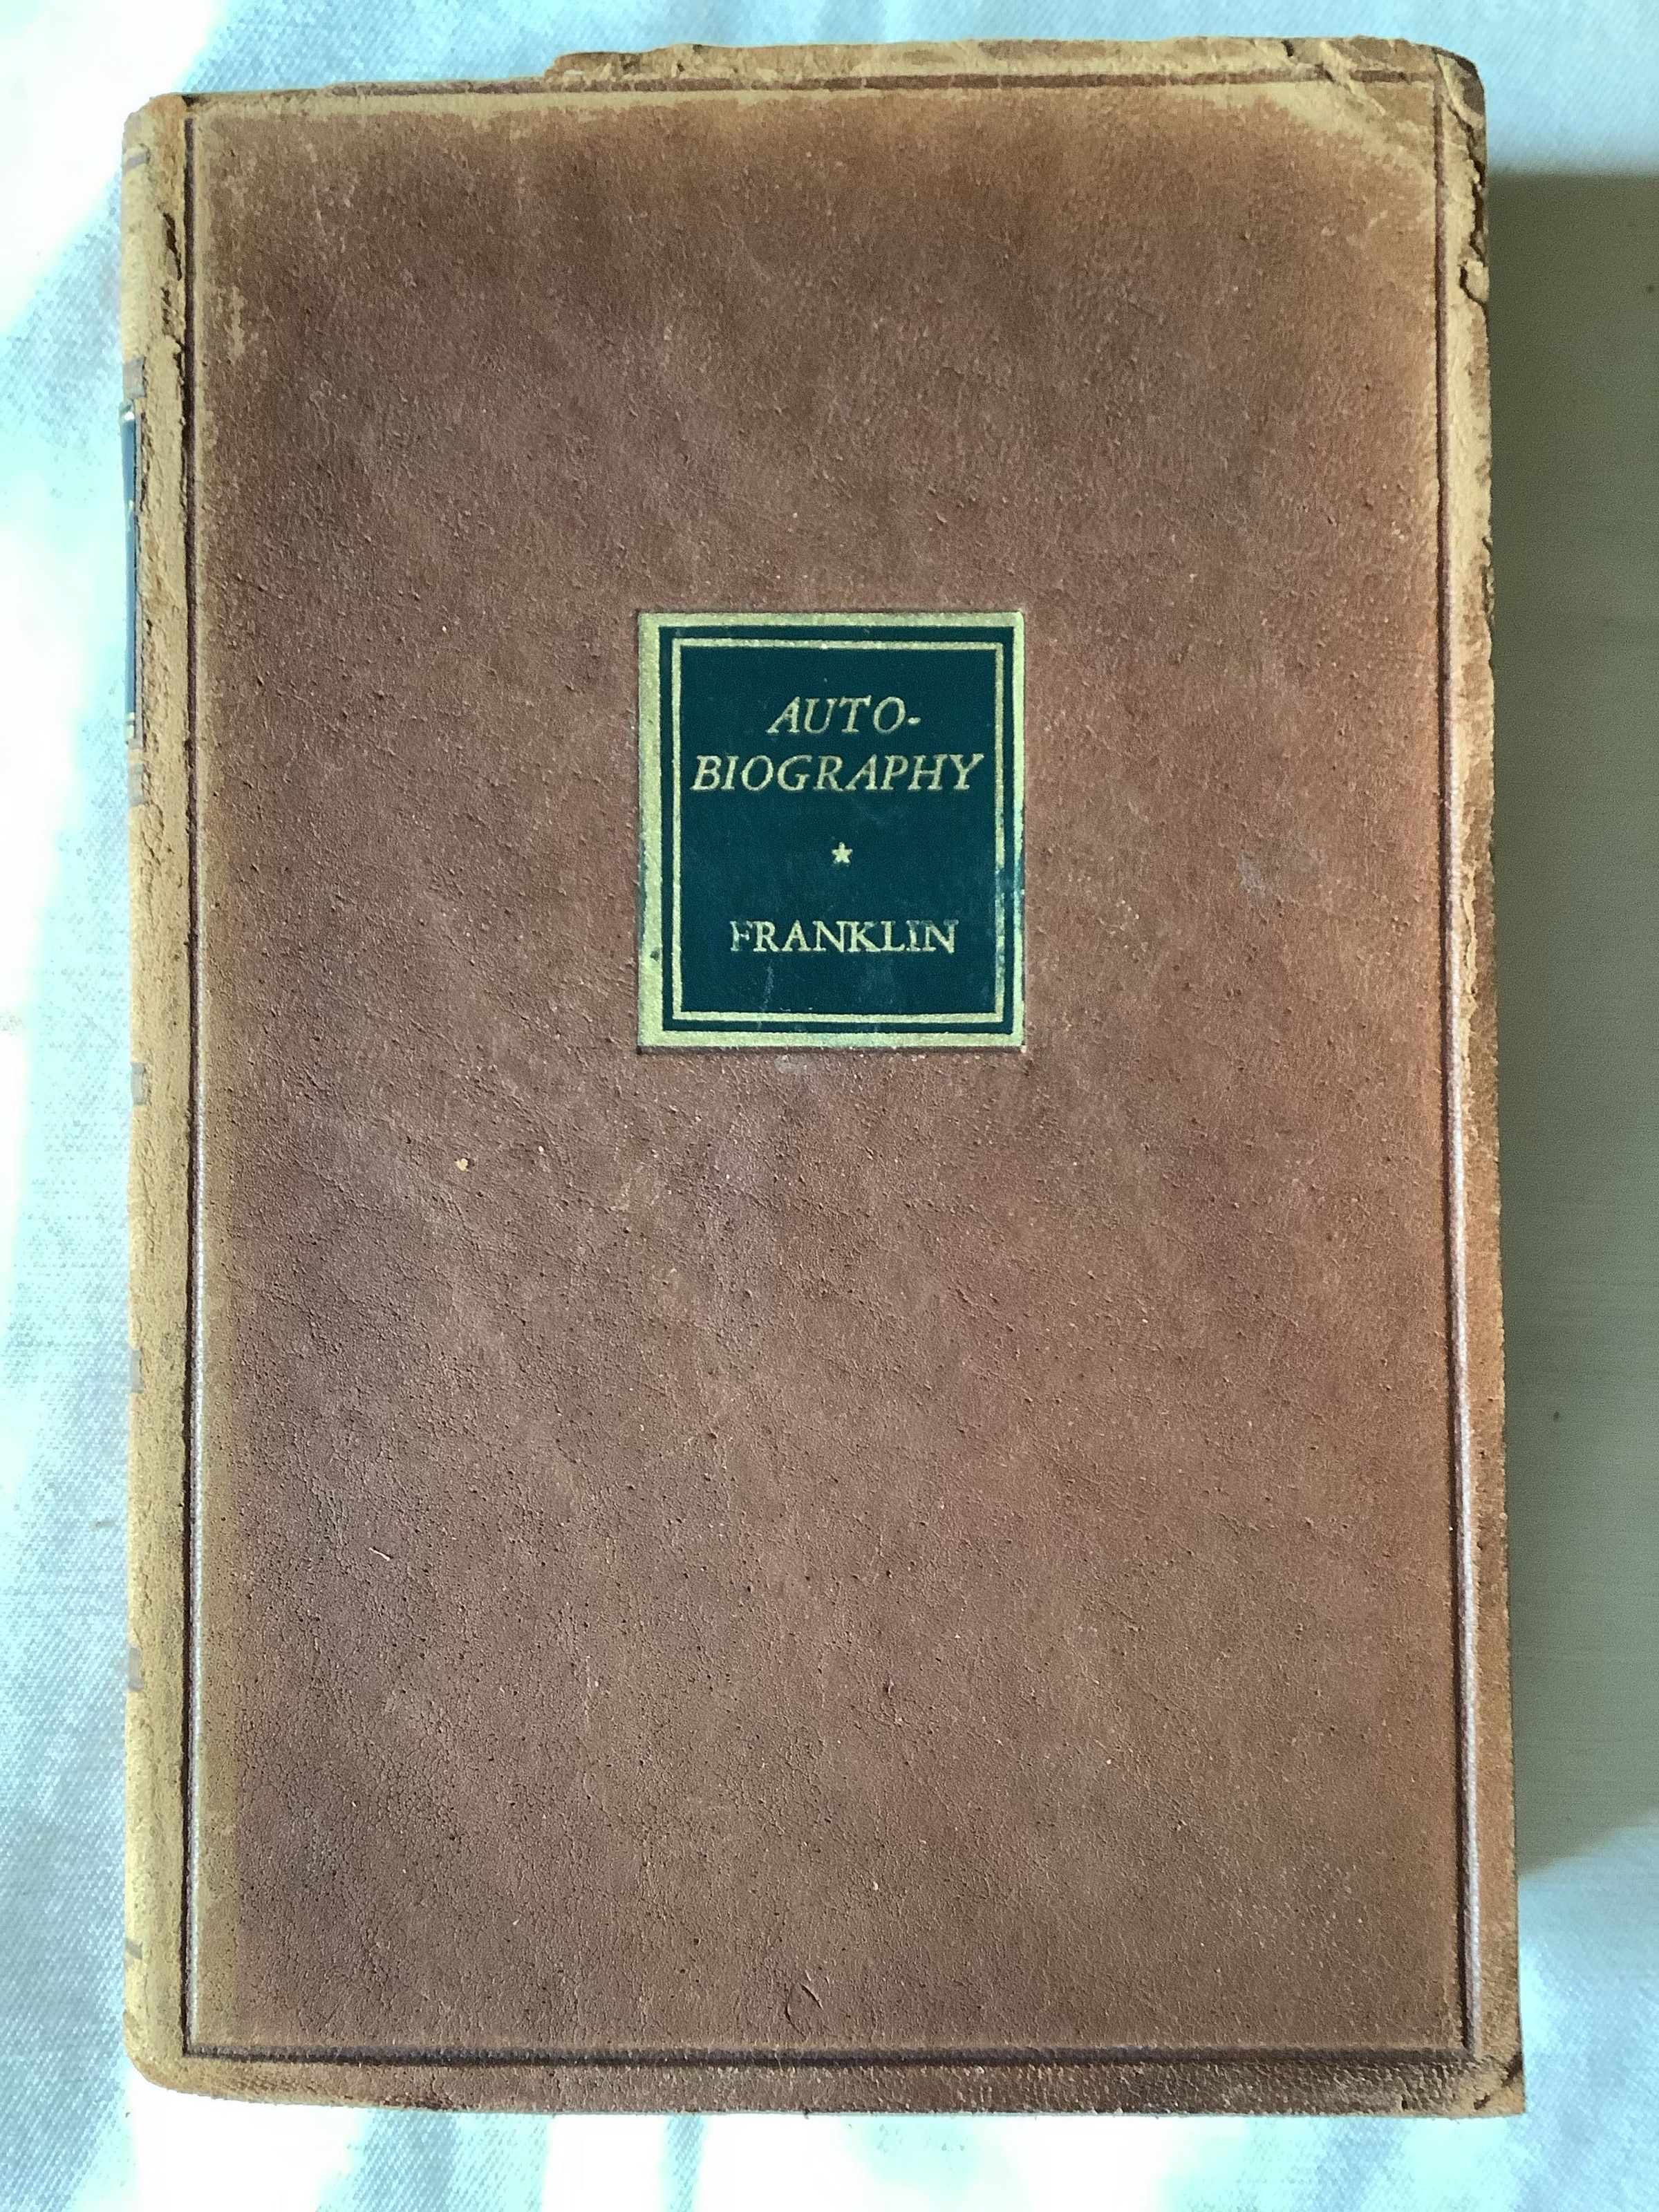 AUTO-
BIOGRAPHY
★
FRANKLIN